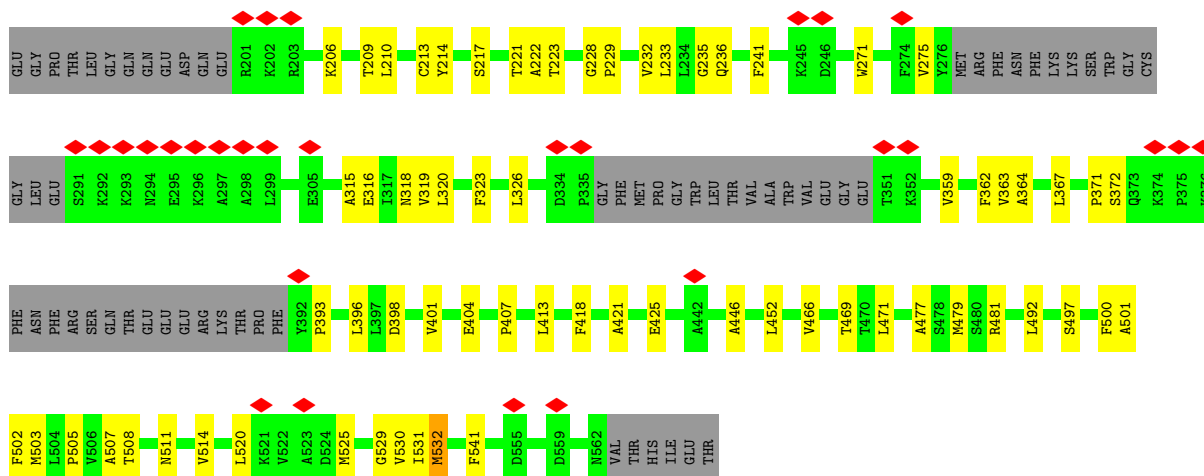 GLU GLY PRO THR LEU GLY GLN GLN GLU ASP GLN GLU R201 K202 R203 K206 T209 L210 C213 Y214 S217 T221 A222 T223 G228 P229 V232 L233 L234 G235 Q236 F241 K245 D246 W271 F274 V275 Y276 MET ARG PHE ASN PHE LYS LYS SER TRP GLY CYS
GLY LEU GLU S291 K292 K293 N294 E295 K296 A297 A298 L299 E305 A315 E316 I317 N318 V319 L320 F323 L326 D334 P335 GLY PHE MET PRO GLY TRP LEU THR VAL ALA TRP VAL GLU GLY GLU T351 K352 V359 F362 V363 A364 L367 P371 S372 Q373 K374 P375
PHE ASN PHE ARG SER GLN THR GLU GLU GLU ARG LYS THR PRO PHE Y392 P393 L396 L397 D398 V401 E404 P407 L413 F418 A421 E425 A442 A446 L452 V466 T469 T470 L471 A477 S478 M479 S480 R481 L492 S497 F500 A501
F502 M503 L504 P505 V506 A507 T508 N511 V514 L520 K521 V522 A523 D524 M525 G529 V530 I531 M532 F541 D555 D559 N562 VAL THR HIS ILE GLU THR